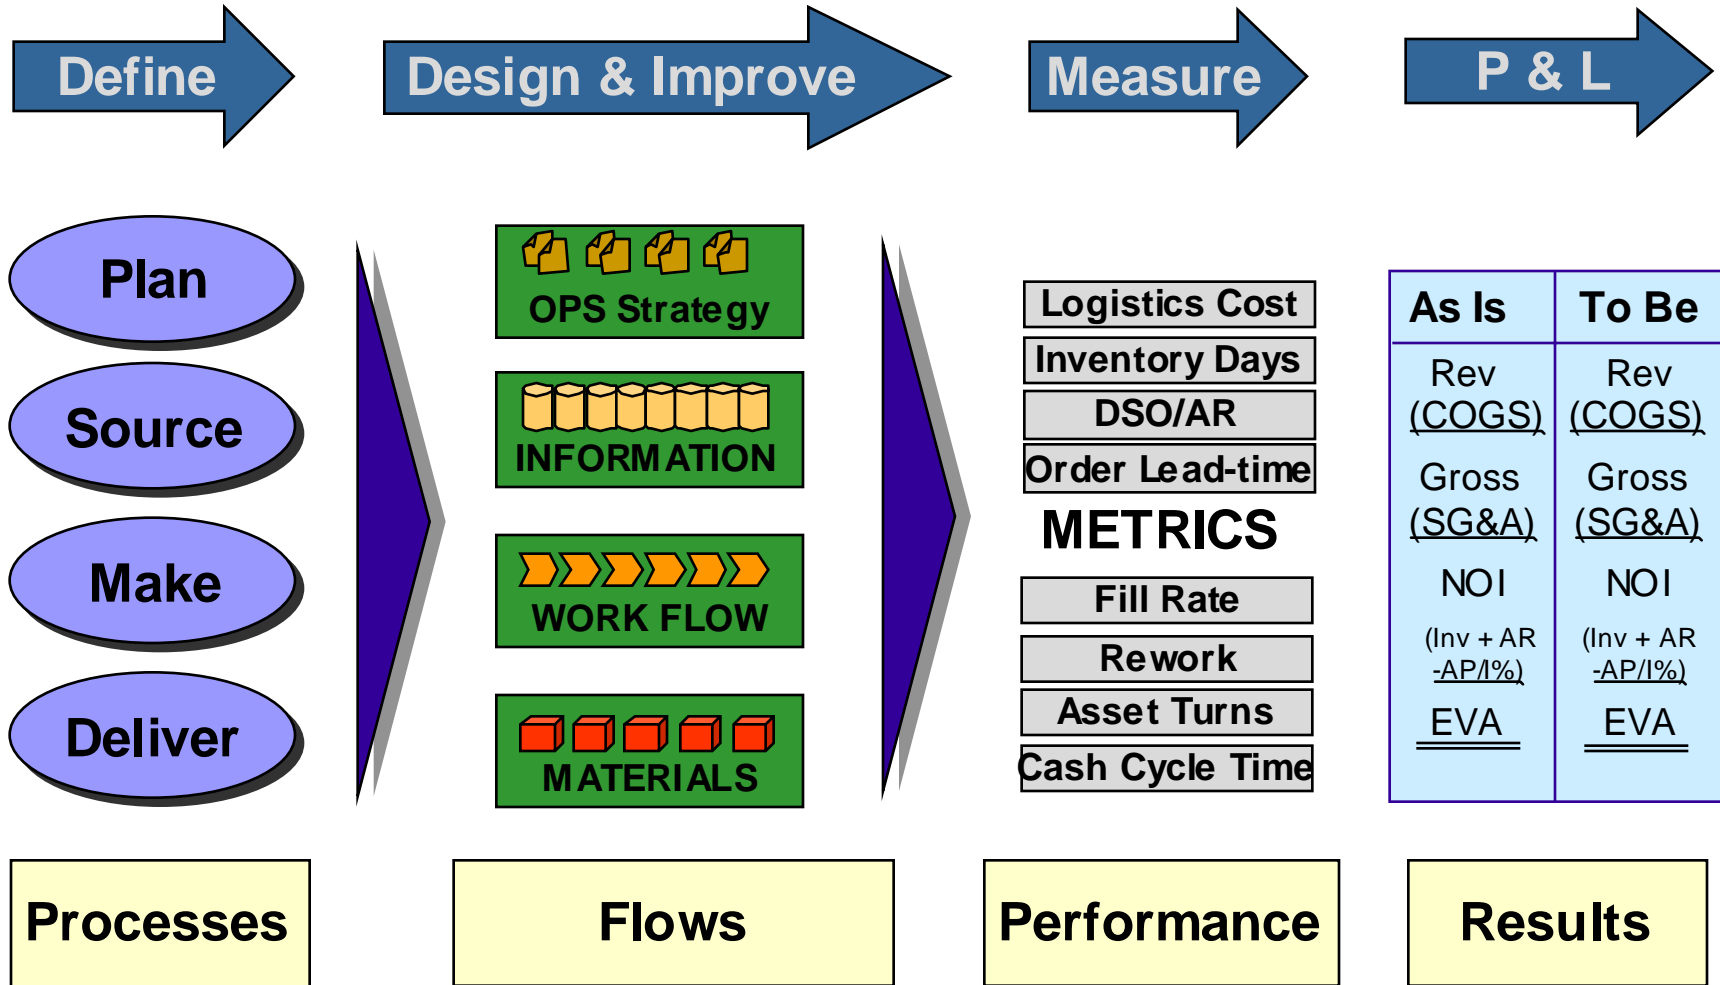 Define
Design & Improve
Measure
P & L
Plan
Source
Make
Deliver
OPS Strategy
INFORMATION
WORK FLOW
MATERIALS
Logistics Cost
Inventory Days
DSO/AR
Order Lead-time
METRICS
Fill Rate
Rework
Asset Turns
Cash Cycle Time
As Is
To Be
Rev
Rev
(COGS)
(COGS)
Gross
Gross
(SG&A)
(SG&A)
NOI
NOI
(Inv + AR
(Inv + AR
-AP/I%)
-AP/I%)
EVA
EVA
Processes
Flows
Performance
Results